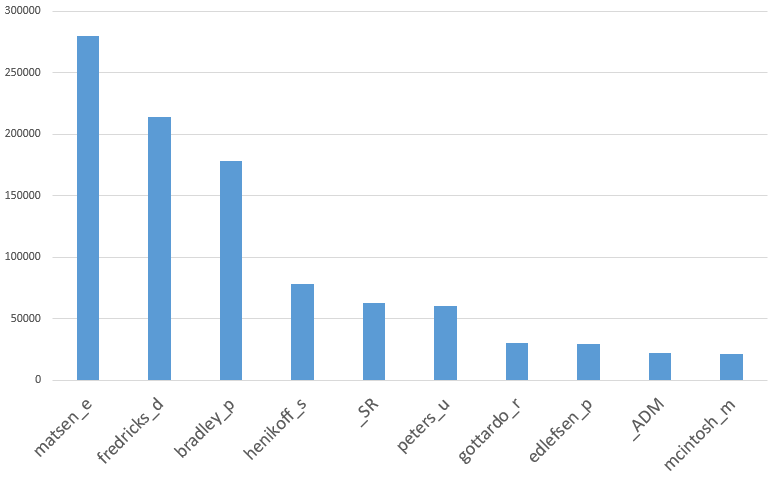 300000
250000
200000
150000
100000
50000
0
matsen_e
fredricks_d
bradley_p
henikoff_s
_SR
peters_u
gottardo_r
edlefsen_p
_ADM
mcintosh_m